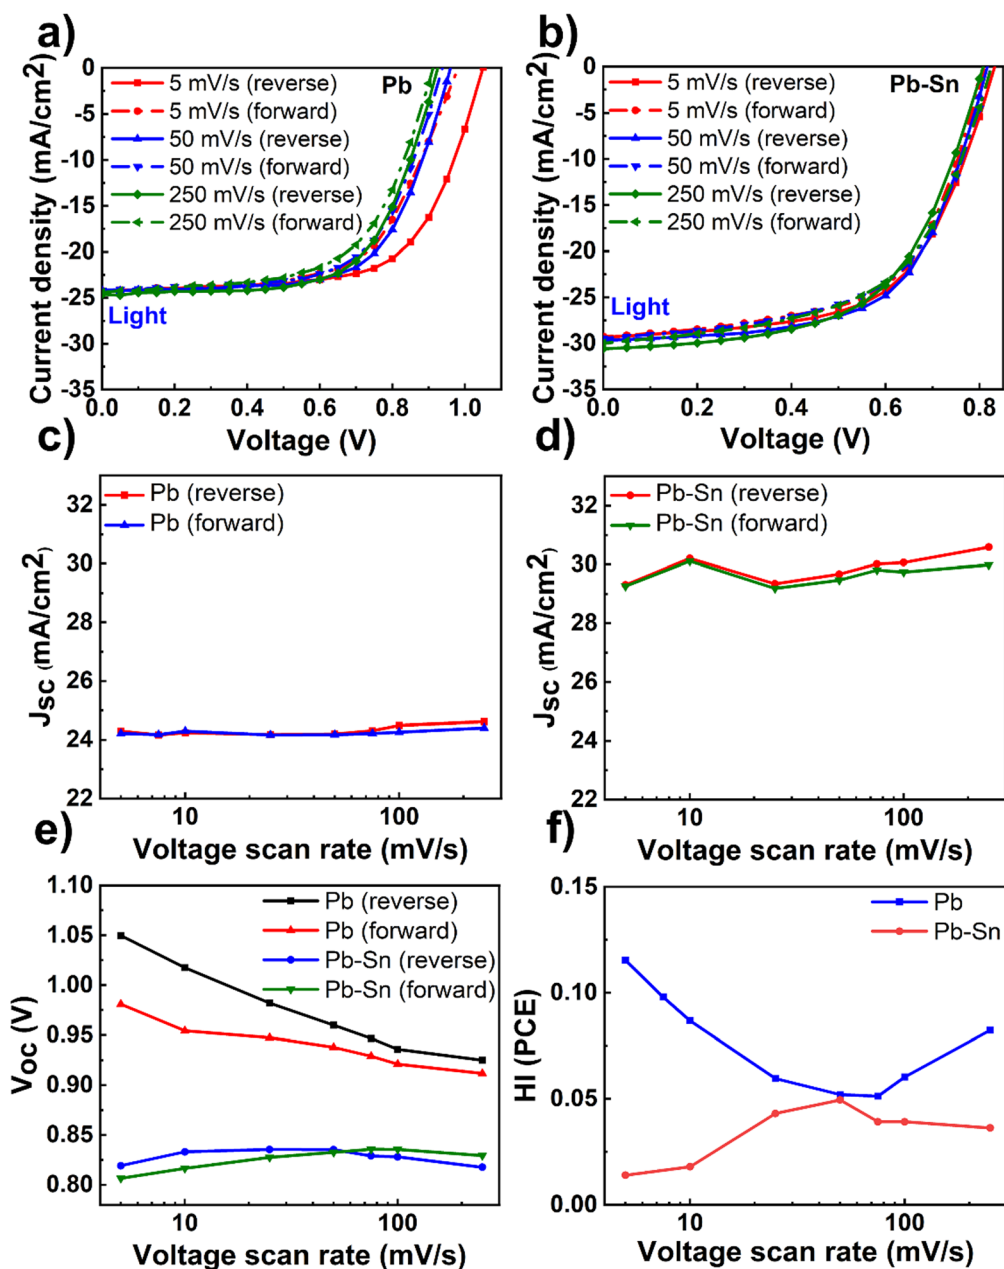 a)
Current density (mA/cm2)
0
-5
-10
-15
-20
-25
-30
-35
5 mV/s (reverse)
5 mV/s (forward)
50 mV/s (reverse)
50 mV/s (forward)
250 mV/s (reverse)
250 mV/s (forward)
Pb
Light
0.0 0.2 0.4 0.6 0.8 1.0
Voltage (V)
b)
Current density (mA/cm2)
0
-5
-10
-15
-20
-25
-30
-35
5 mV/s (reverse)
5 mV/s (forward)
50 mV/s (reverse)
50 mV/s (forward)
250 mV/s (reverse)
250 mV/s (forward)
Pb-Sn
Light
0.0 0.2 0.4 0.6 0.8
Voltage (V)
c)
Jsc (mA/cm2)
32
30
28
26
24
22
Pb (reverse)
Pb (forward)
10 100
Voltage scan rate (mV/s)
d)
Jsc (mA/cm2)
32
30
28
26
24
22
Pb-Sn (reverse)
Pb-Sn (forward)
10 100
Voltage scan rate (mV/s)
e)
Voc (V)
1.10
1.05
1.00
0.95
0.90
0.85
0.80
Pb (reverse)
Pb (forward)
Pb-Sn (reverse)
Pb-Sn (forward)
10 100
Voltage scan rate (mV/s)
f)
HI (PCE)
0.15
0.10
0.05
0.00
Pb
Pb-Sn
10 100
Voltage scan rate (mV/s)